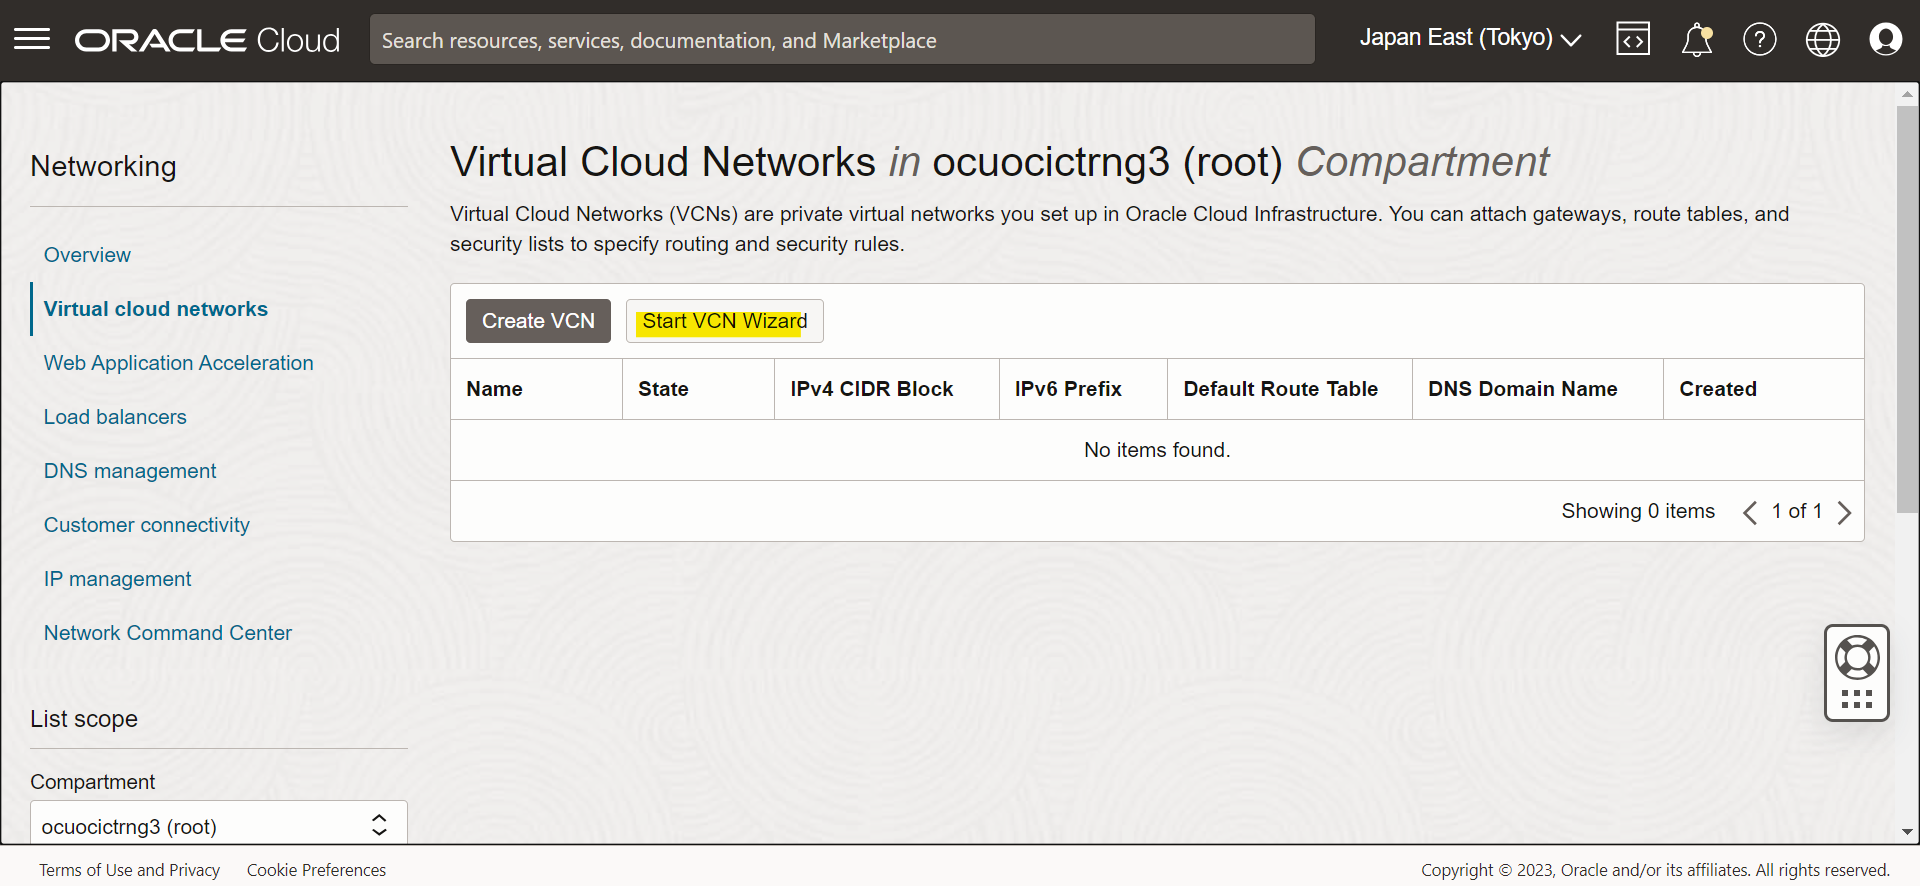 ORACLE Cloud
Search resources, services, documentation, and Marketplace
Japan East (Tokyo)
Networking
Overview
Virtual cloud networks
Web Application Acceleration
Load balancers
DNS management
Customer connectivity
IP management
Network Command Center
List scope
Compartment
ocuocictrng3 (root)
Virtual Cloud Networks in ocuocictrng3 (root) Compartment
Virtual Cloud Networks (VCNs) are private virtual networks you set up in Oracle Cloud Infrastructure. You can attach gateways, route tables, and
security lists to specify routing and security rules.
Create VCN Start VCN Wizard
Name State IPv4 CIDR Block IPv6 Prefix Default Route Table DNS Domain Name Created
No items found.
Showing 0 items 1 of 1
Terms of Use and Privacy Cookie Preferences
Copyright © 2023, Oracle and/or its affiliates. All rights reserved.